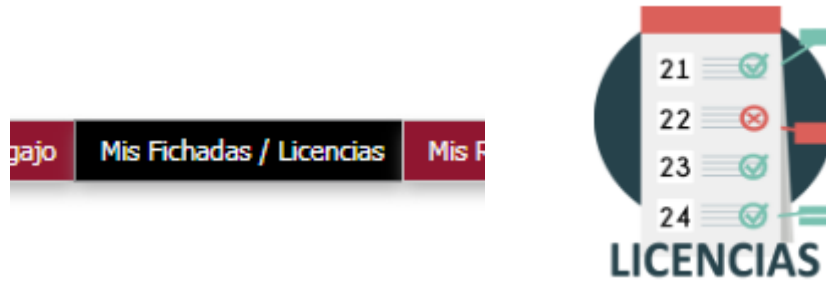 gajo
Mis Fichadas / Licencias
Mis
21
22
23
24
LICENCIAS